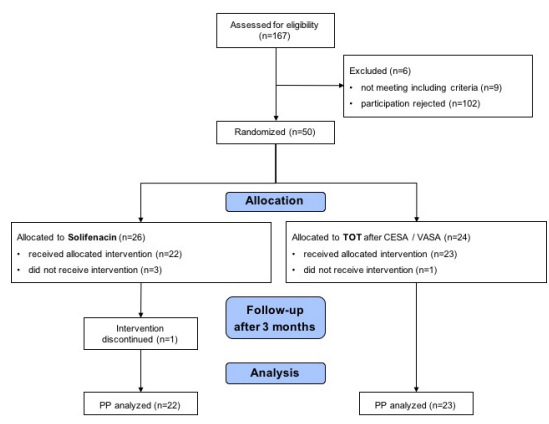 Assessed for eligibility
(n=167)
Excluded (n=6)
• not meeting including criteria (n=9)
• participation rejected (n=102)
Randomized (n=50)
Allocation
Allocated to Solifenacin (n=26)
• received allocated intervention (n=22)
• did not receive intervention (n=3)
Allocated to TOT after CESA / VASA (n=24)
• received allocated intervention (n=23)
• did not receive intervention (n=1)
Follow-up
after 3 months
Intervention
discontinued (n=1)
Analysis
PP analyzed (n=22)
PP analyzed (n=23)